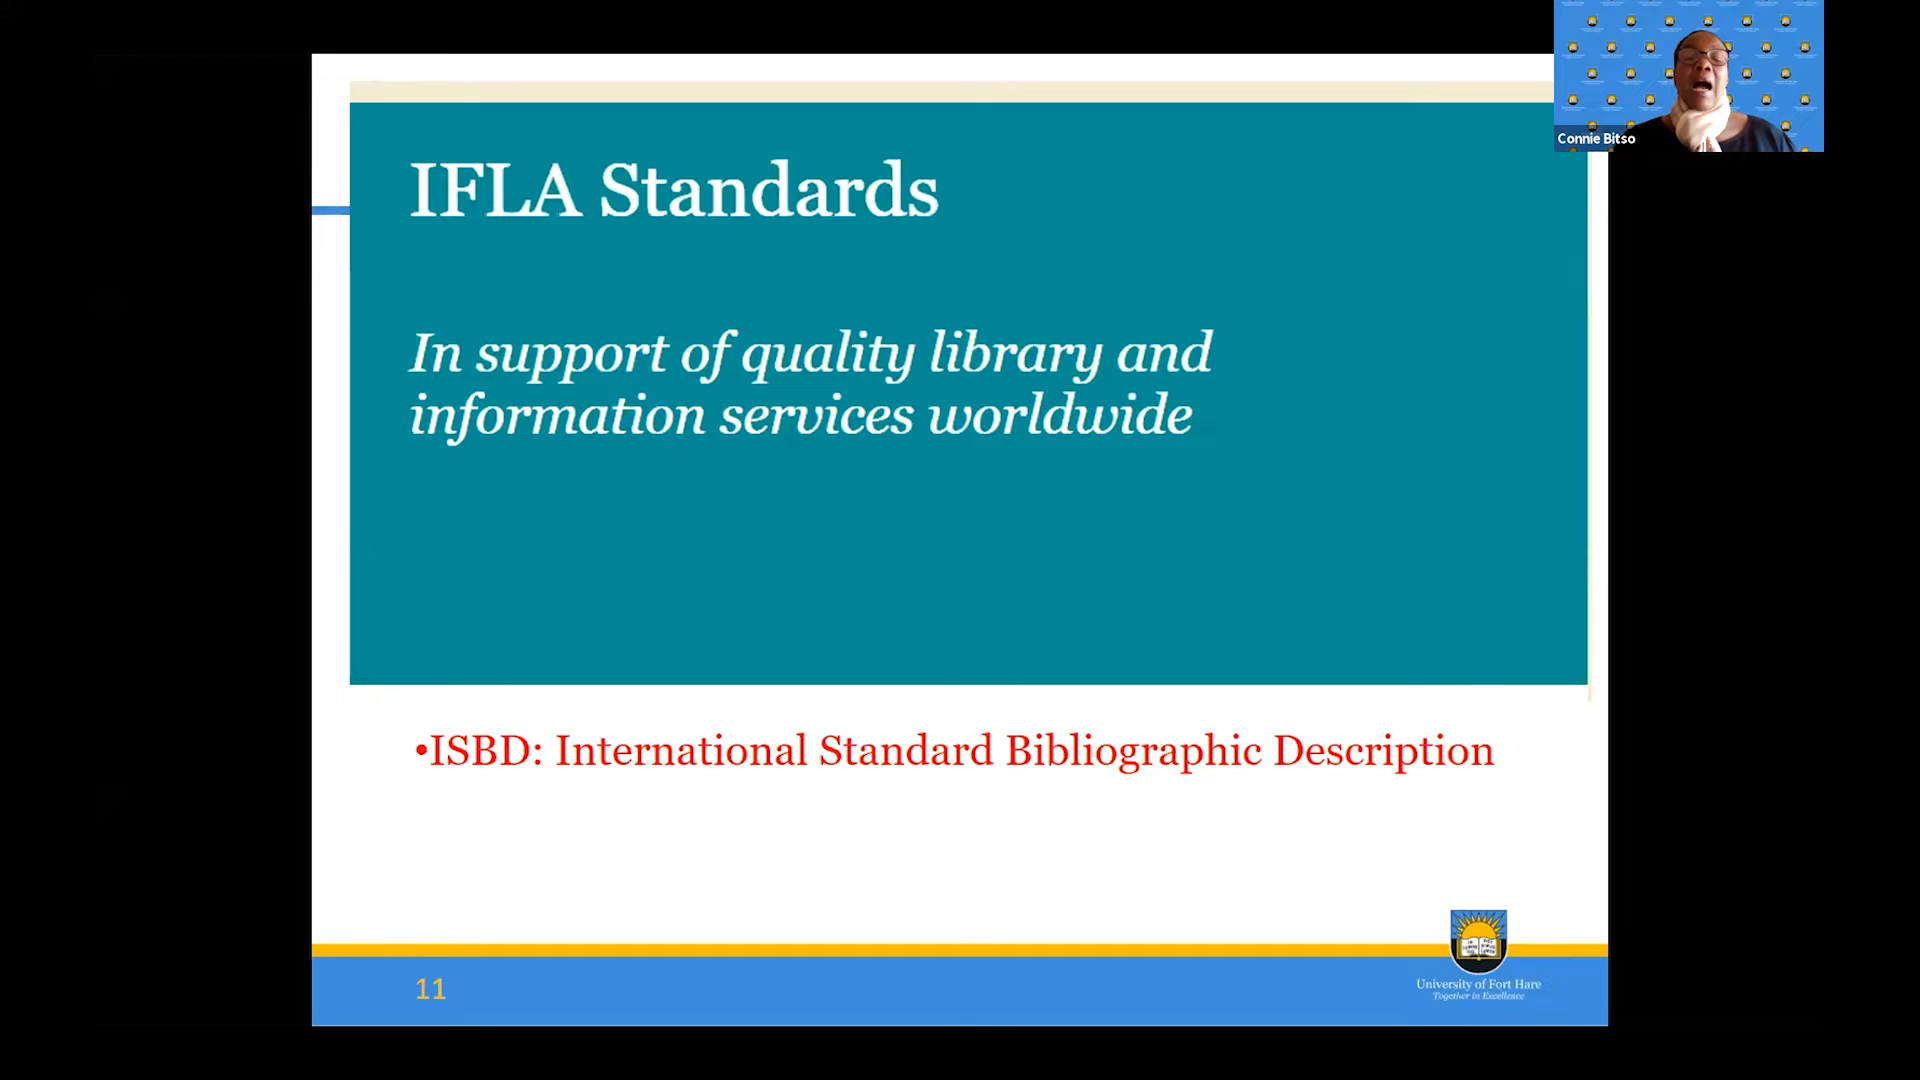 Connie Bitso
IFLA Standards
In support of quality library and
information services worldwide
•ISBD: International Standard Bibliographic Description
11
University of Fort Hare
Together in Excellence